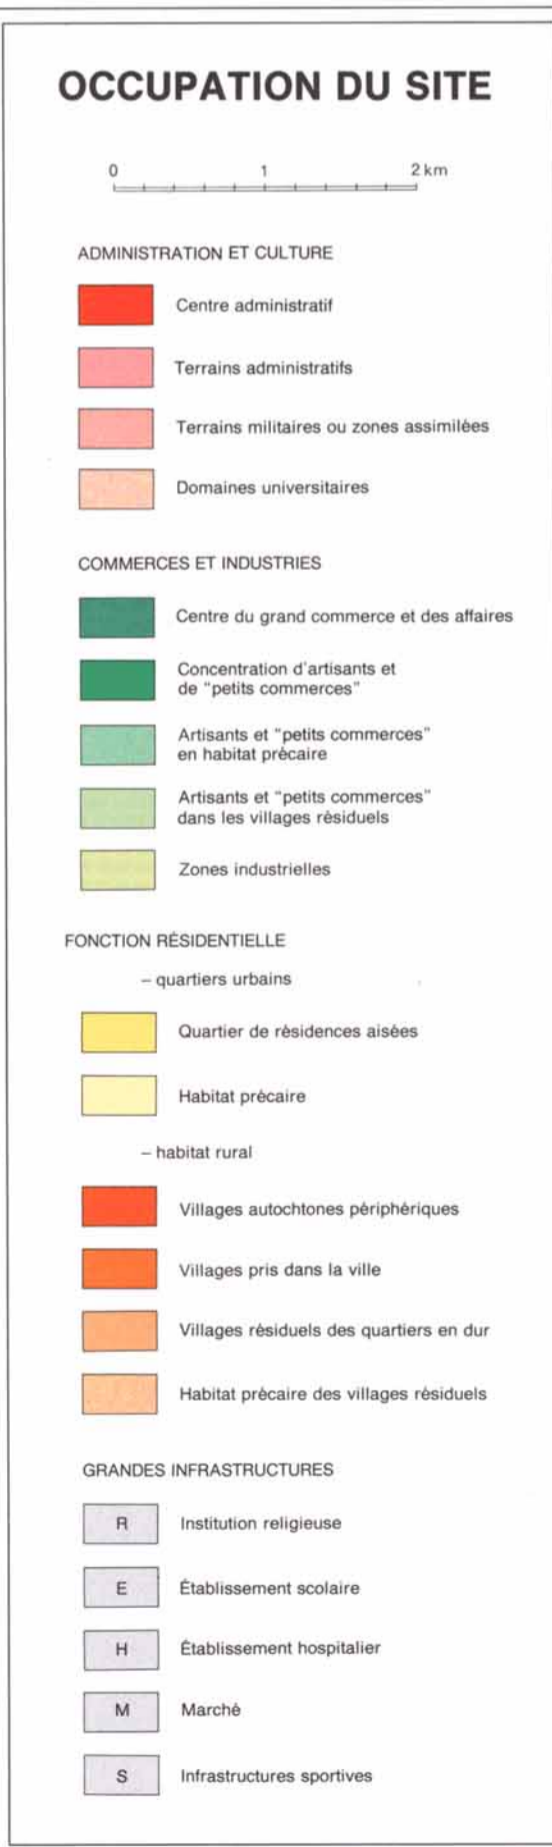 OCCUPATION DU SITE
0 1 2 km
ADMINISTRATION ET CULTURE
Centre administratif
Terrains administratifs
Terrains militaires ou zones assimilées
Domaines universitaires
COMMERCES ET INDUSTRIES
Centre du grand commerce et des affaires
Concentration d'artisants et
de "petits commerces"
Artisants et "petits commerces"
en habitat précaire
Artisants et "petits commerces"
dans les villages résiduels
Zones industrielles
FONCTION RÉSIDENTIELLE
– quartiers urbains
Quartier de résidences aisées
Habitat précaire
– habitat rural
Villages autochtones périphériques
Villages pris dans la ville
Villages résiduels des quartiers en dur
Habitat précaire des villages résiduels
GRANDES INFRASTRUCTURES
R Institution religieuse
E Établissement scolaire
H Établissement hospitalier
M Marché
S Infrastructures sportives